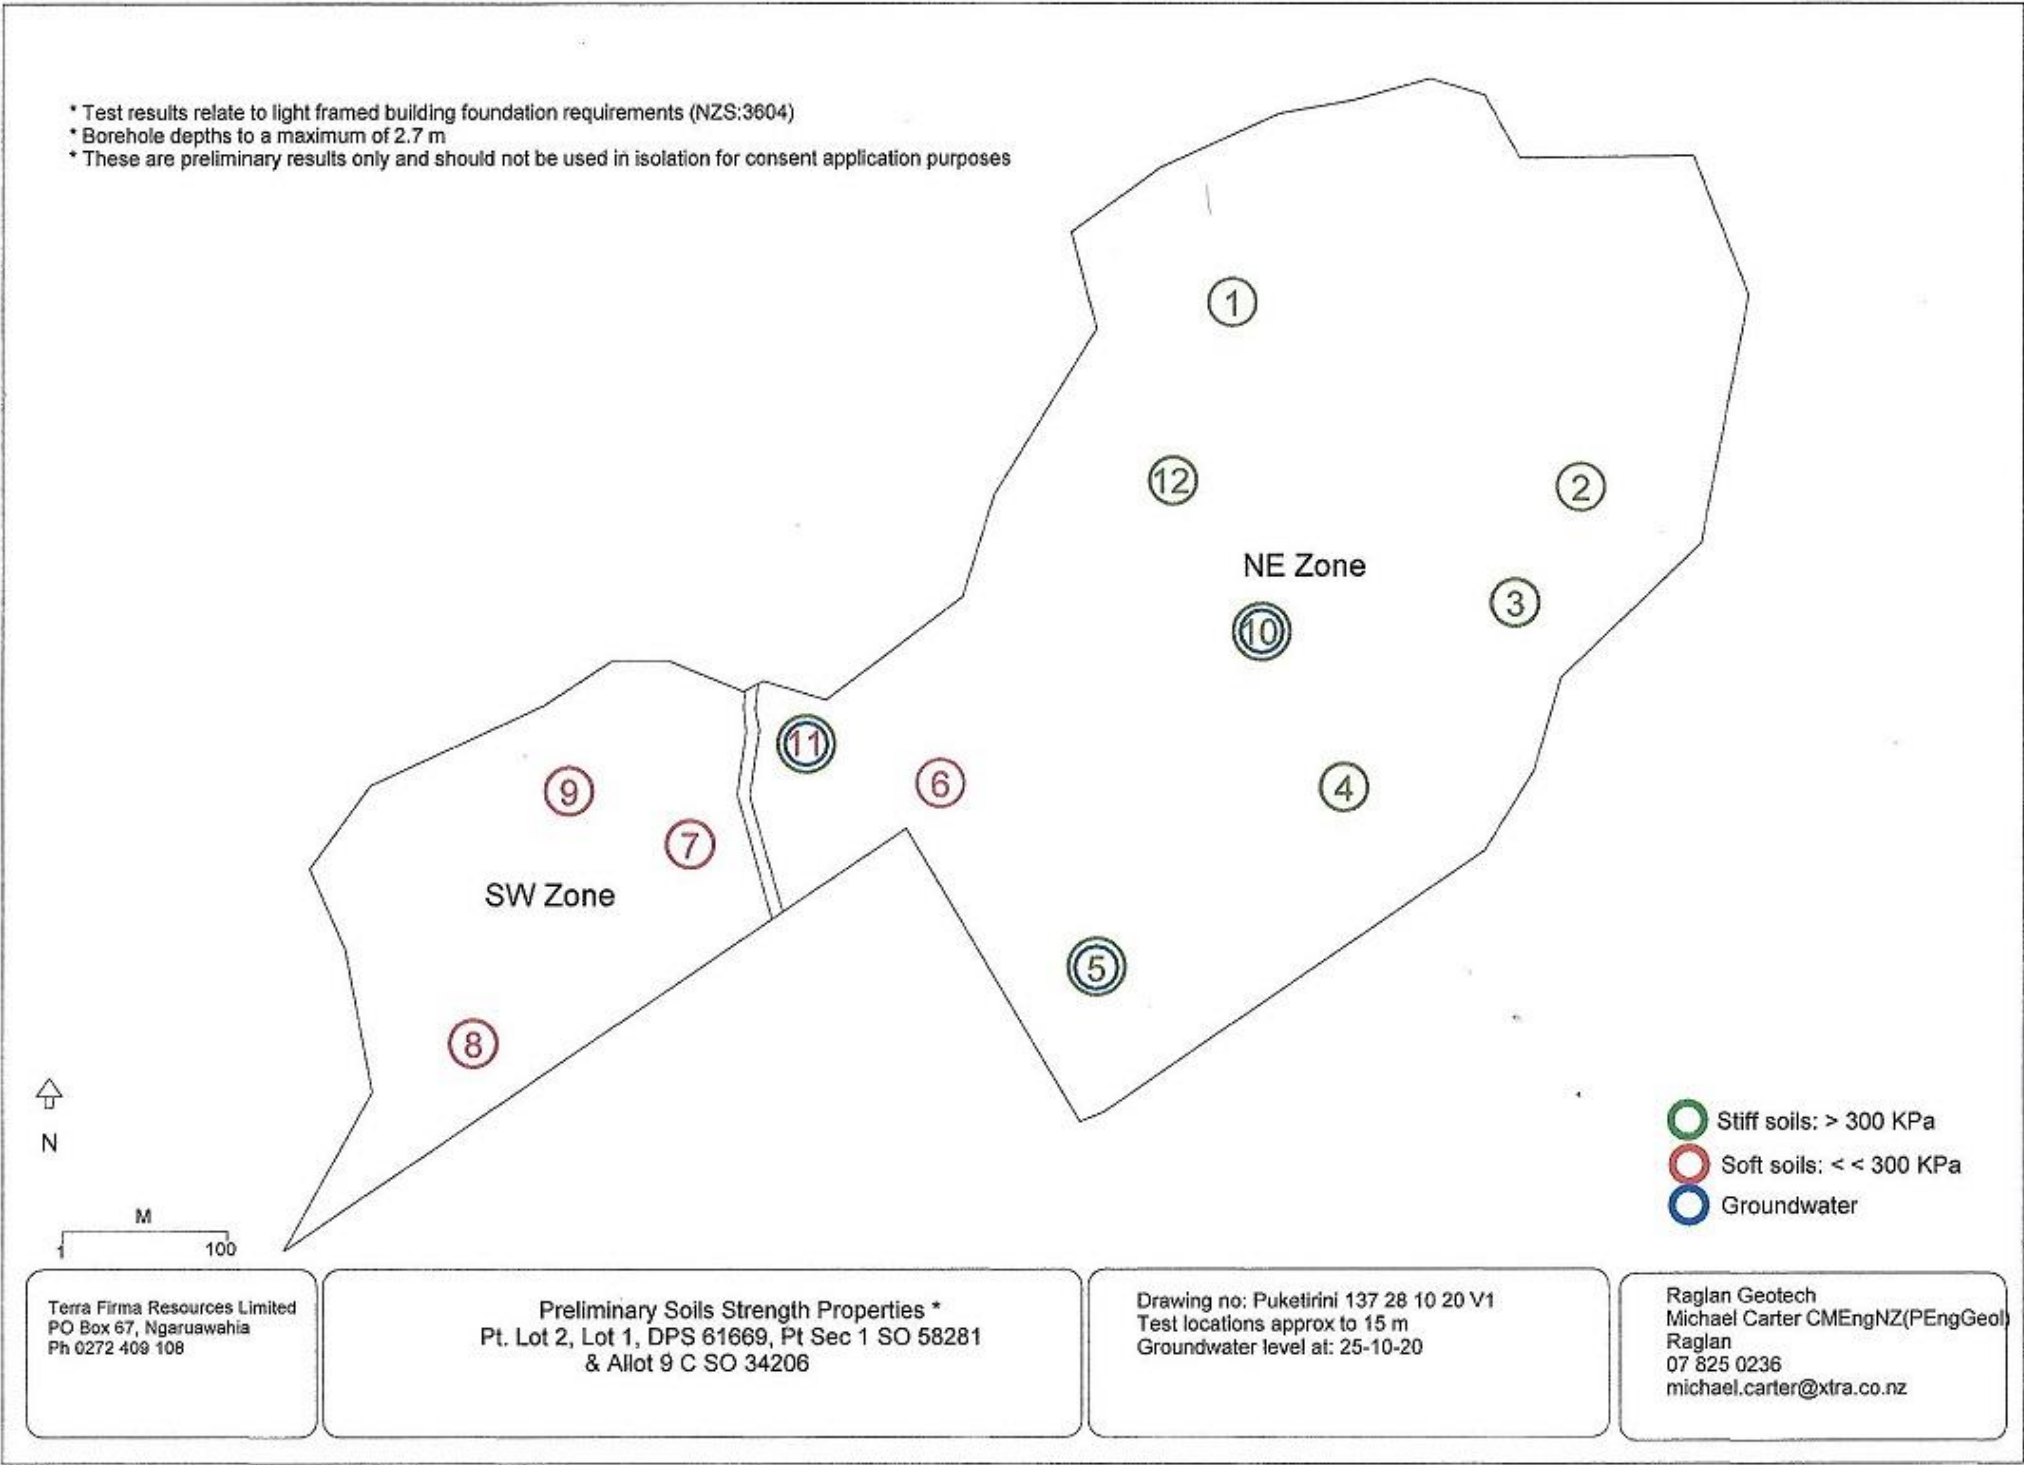 * Test results relate to light framed building foundation requirements (NZS:3604)
* Borehole depths to a maximum of 2.7 m
* These are preliminary results only and should not be used in isolation for consent application purposes
1
12
2
NE Zone
3
10
11
6
4
9
7
SW Zone
5
8
N
M
1 100
Stiff soils: > 300 KPa
Soft soils: < < 300 KPa
Groundwater
Terra Firma Resources Limited
PO Box 67, Ngaruawahia
Ph 0272 409 108
Preliminary Soils Strength Properties *
Pt. Lot 2, Lot 1, DPS 61669, Pt Sec 1 SO 58281
& Allot 9 C SO 34206
Drawing no: Puketirini 137 28 10 20 V1
Test locations approx to 15 m
Groundwater level at: 25-10-20
Raglan Geotech
Michael Carter CMEngNZ(PEngGeol)
Raglan
07 825 0236
michael.carter@xtra.co.nz